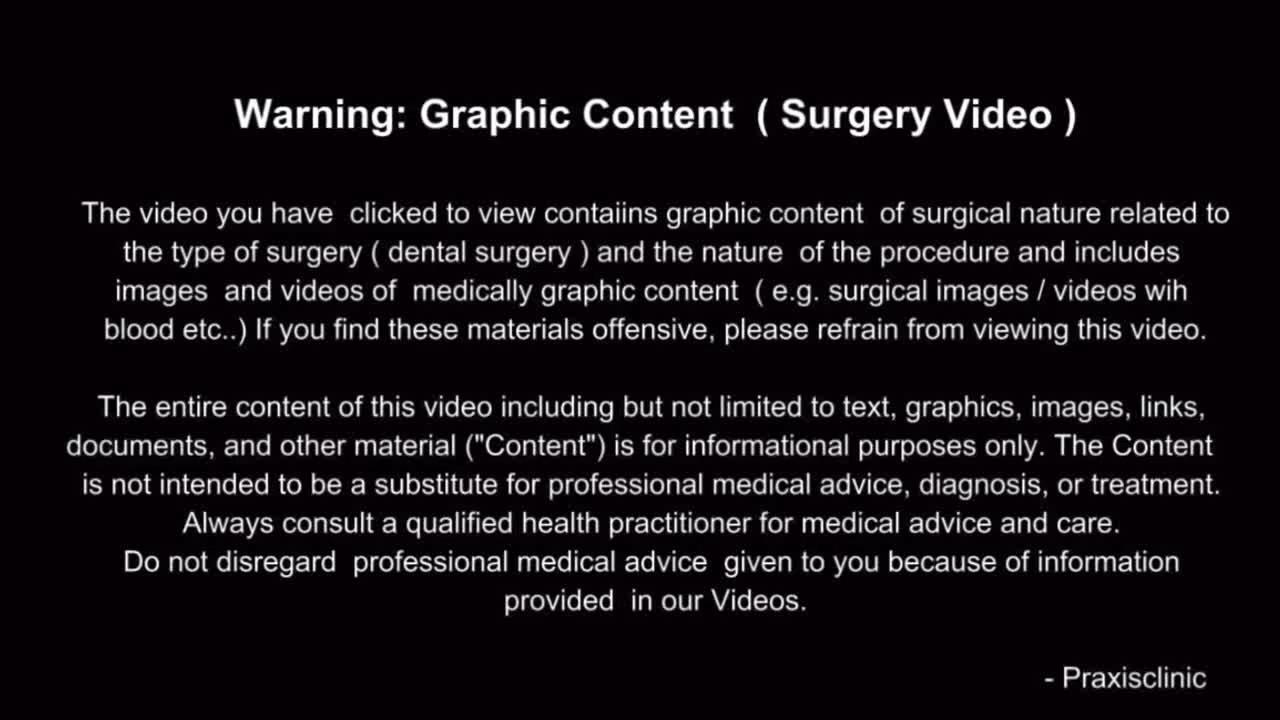 Warning: Graphic Content  ( Surgery Video )
The video you have  clicked to view contaiins graphic content  of surgical nature related to
the type of surgery ( dental surgery ) and the nature  of the procedure and includes
images  and videos of  medically graphic content  ( e.g. surgical images / videos wih
blood etc..) If you find these materials offensive, please refrain from viewing this video.
The entire content of this video including but not limited to text, graphics, images, links,
documents, and other material ("Content") is for informational purposes only. The Content
is not intended to be a substitute for professional medical advice, diagnosis, or treatment.
Always consult a qualified health practitioner for medical advice and care.
Do not disregard  professional medical advice  given to you because of information
provided  in our Videos.
- Praxisclinic